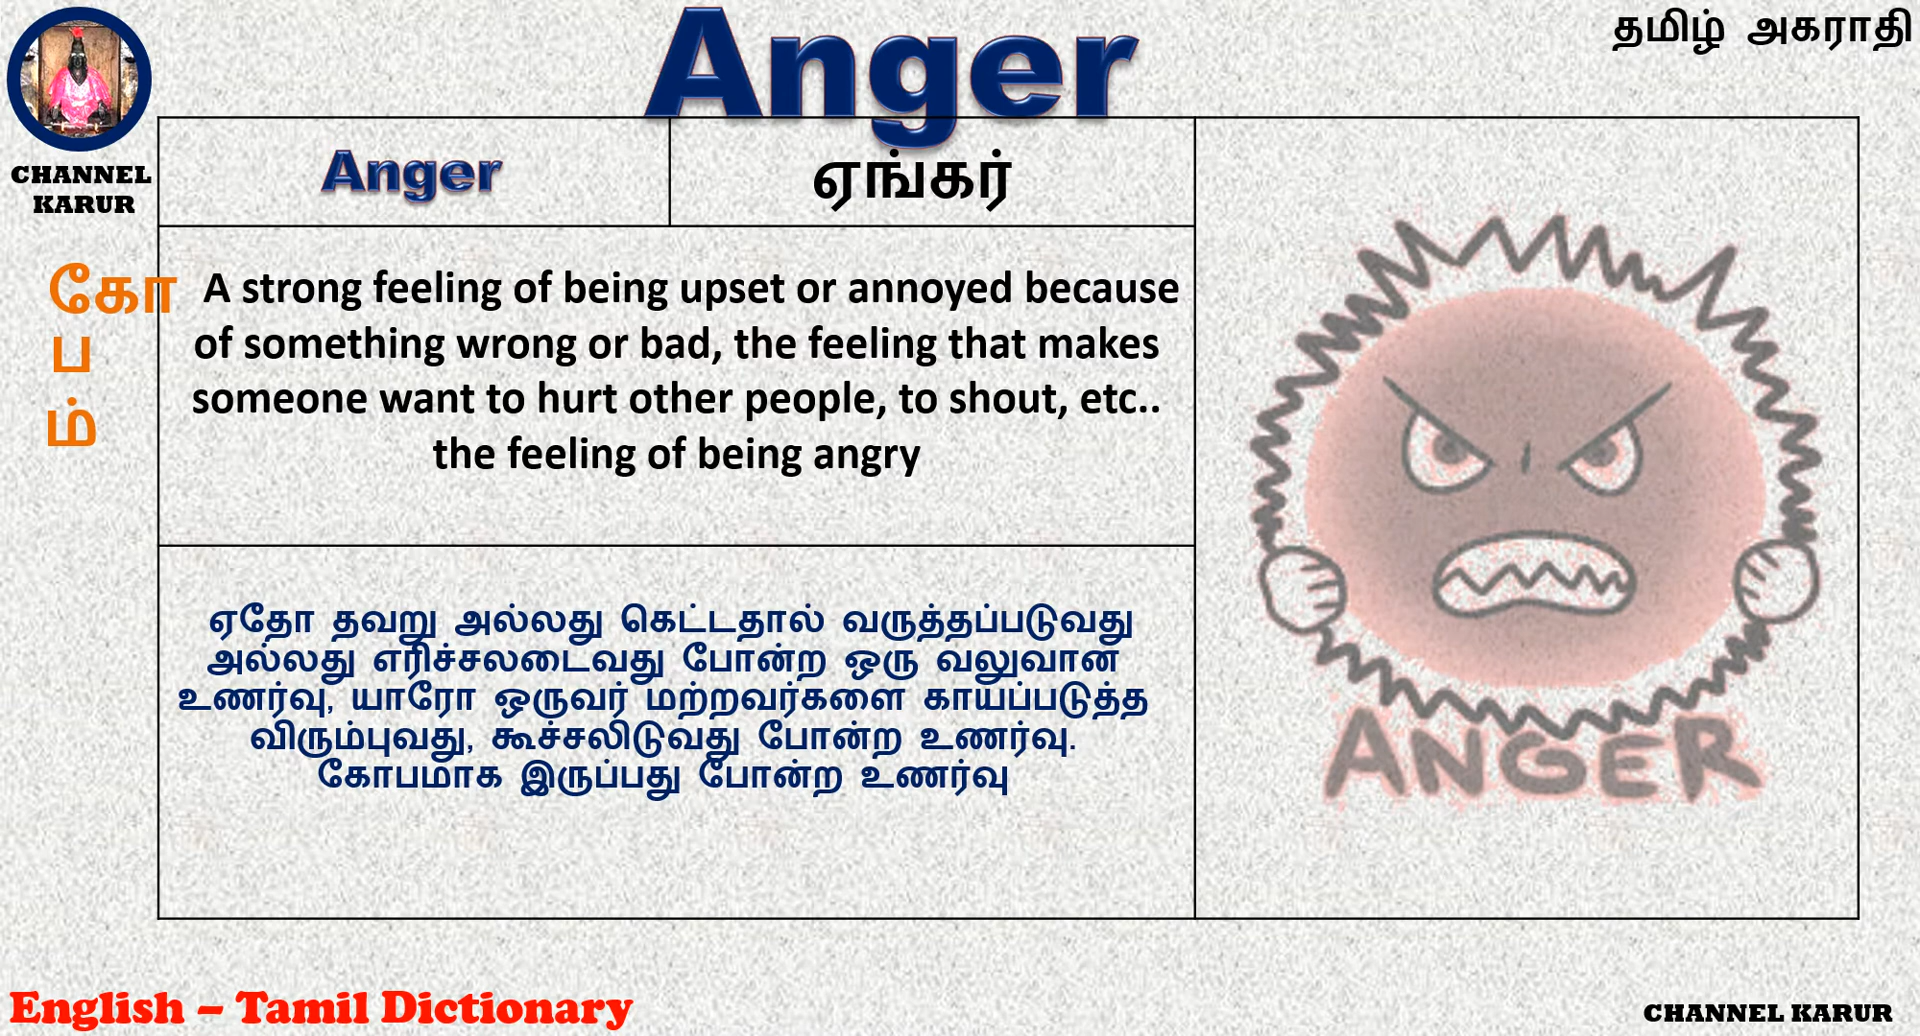 Anger
தமிழ் அகராதி
CHANNEL
KARUR
Anger
ஏங்கர்
கோ
ப
ம்
A strong feeling of being upset or annoyed because
of something wrong or bad, the feeling that makes
someone want to hurt other people, to shout, etc..
the feeling of being angry
ஏதோ தவறு அல்லது கெட்டதால் வருத்தப்படுவது
அல்லது எரிச்சலடைவது போன்ற ஒரு வலுவான
உணர்வு, யாரோ ஒருவர் மற்றவர்களை காயப்படுத்த
விரும்புவது, கூச்சலிடுவது போன்ற உணர்வு.
கோபமாக இருப்பது போன்ற உணர்வு
ANGER
English – Tamil Dictionary
CHANNEL KARUR